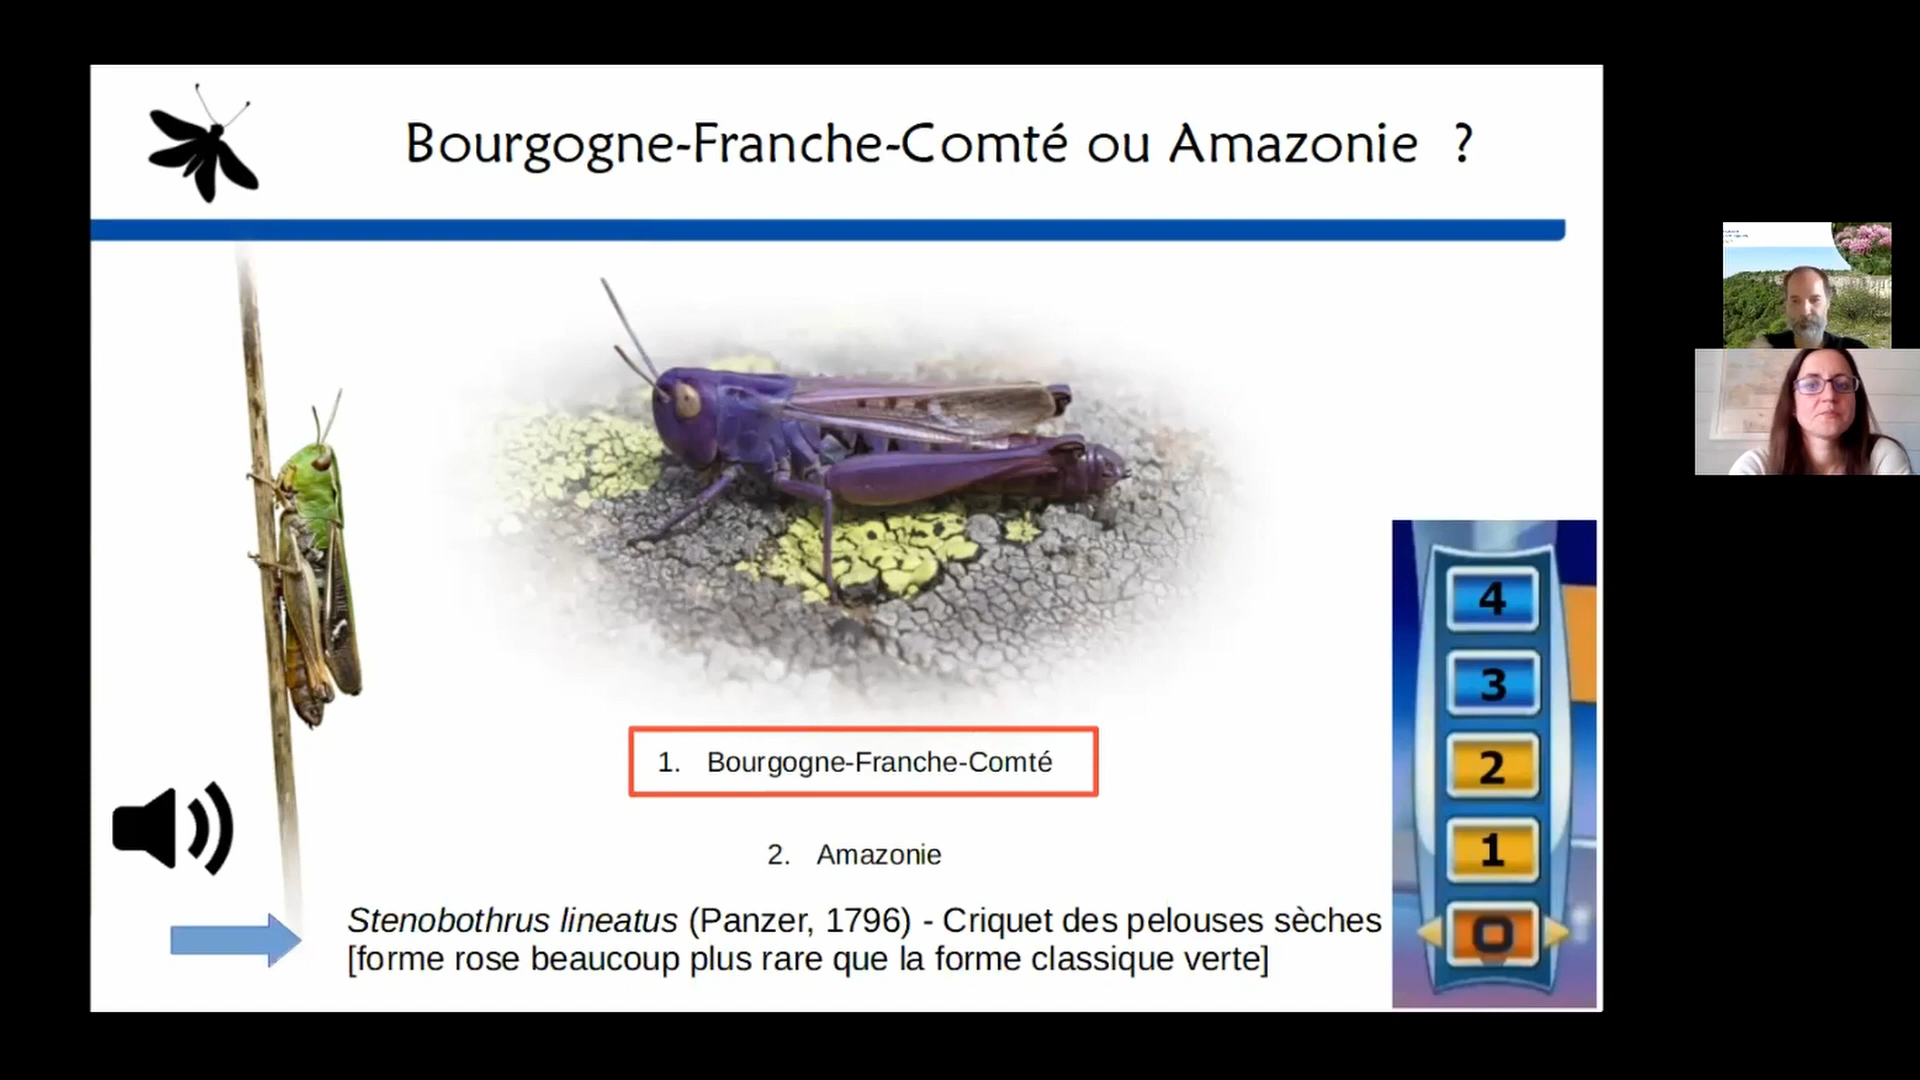 Bourgogne-Franche-Comté ou Amazonie ?
1. Bourgogne-Franche-Comté
2. Amazonie
Stenobothrus lineatus (Panzer, 1796) - Criquet des pelouses sèches
[forme rose beaucoup plus rare que la forme classique verte]
4
3
2
1
0